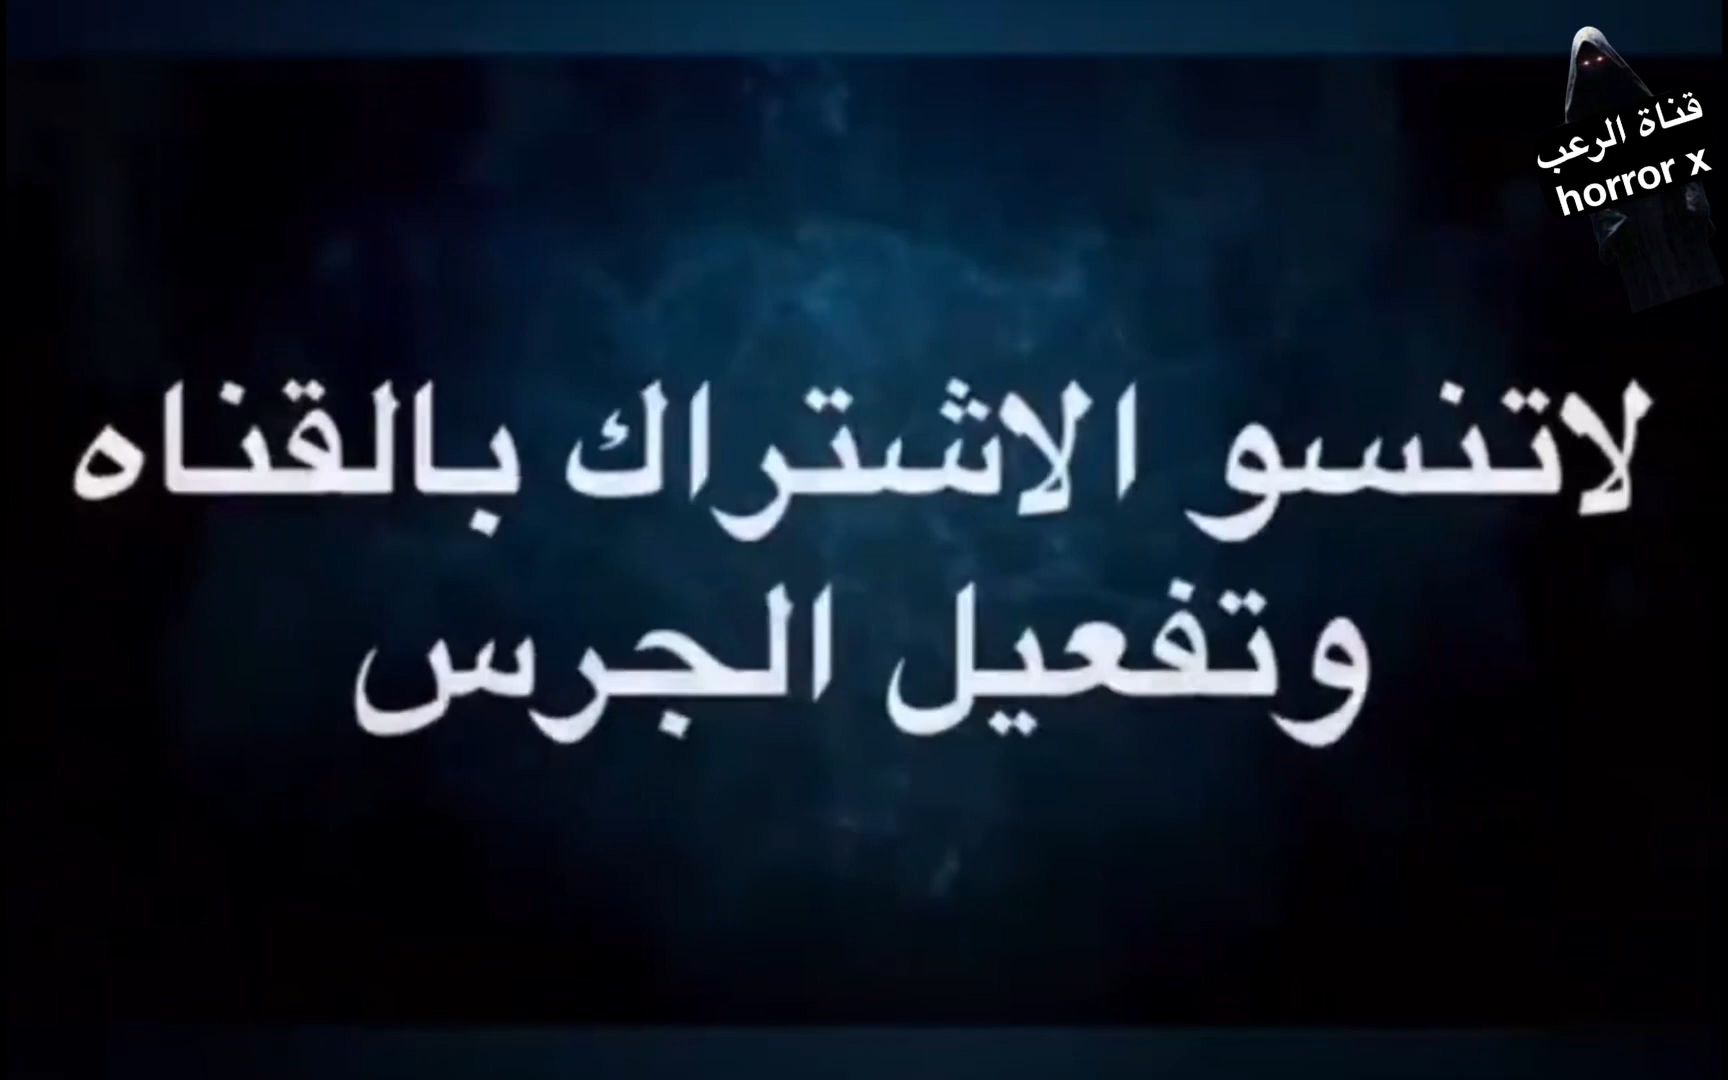 قناة الرعب
horror x
لاتنسو الاشتراك بالقناه
وتفعيل الجرس